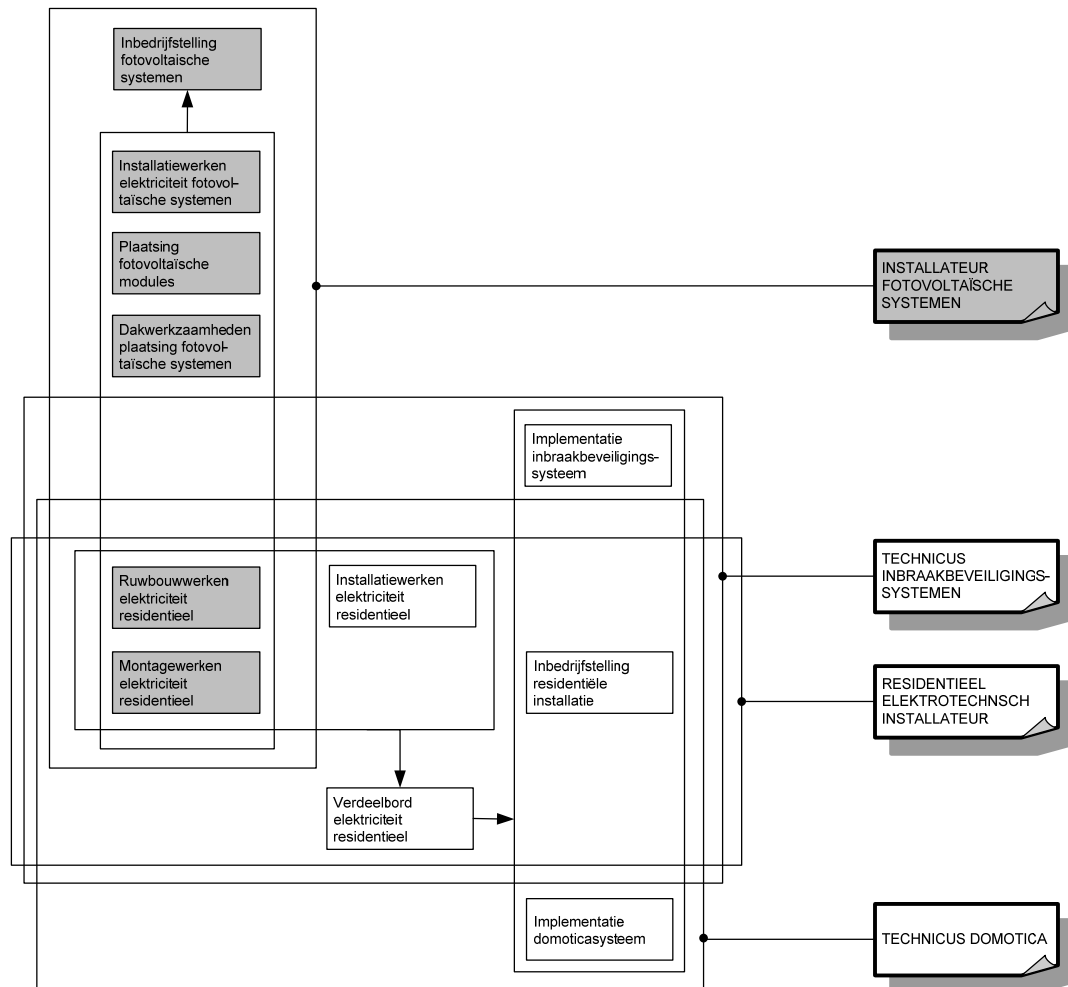 Inbedrijfstelling
fotovoltaische
systemen
Installatiewerken
elektriciteit fotovol-
taïsche systemen
Plaatsing
fotovoltaïsche
modules
Dakwerkzaamheden
plaatsing fotovol-
taïsche systemen
INSTALLATEUR
FOTOVOLTAÏSCHE
SYSTEMEN
Implementatie
inbraakbeveiligings-
systeem
Ruwbouwwerken
elektriciteit
residentieel
Installatiewerken
elektriciteit
residentieel
TECHNICUS
INBRAAKBEVEILIGINGS-
SYSTEMEN
Montagewerken
elektriciteit
residentieel
Inbedrijfstelling
residentiële
installatie
RESIDENTIEEL
ELEKTROTECHNSCH
INSTALLATEUR
Verdeelbord
elektriciteit
residentieel
Implementatie
domoticasysteem
TECHNICUS DOMOTICA